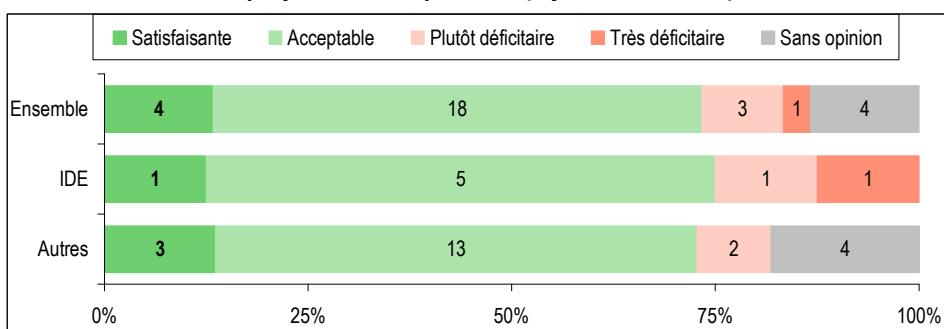 Satisfaisante Acceptable Plutôt déficitaire Très déficitaire Sans opinion
Ensemble 4 18 3 1 4
IDE 1 5 1 1
Autres 3 13 2 4
0% 25% 50% 75% 100%